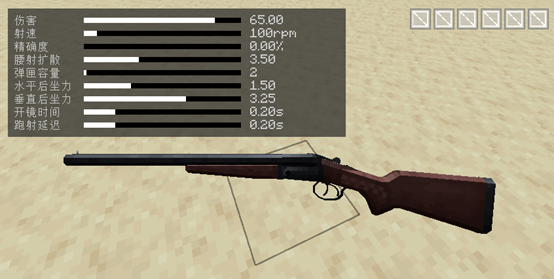 伤害 65.00
射速 100rpm
精确度 0.00%
腰射扩散 3.50
弹匣容量 2
水平后坐力 1.50
垂直后坐力 3.25
开镜时间 0.20s
跑射延迟 0.20s